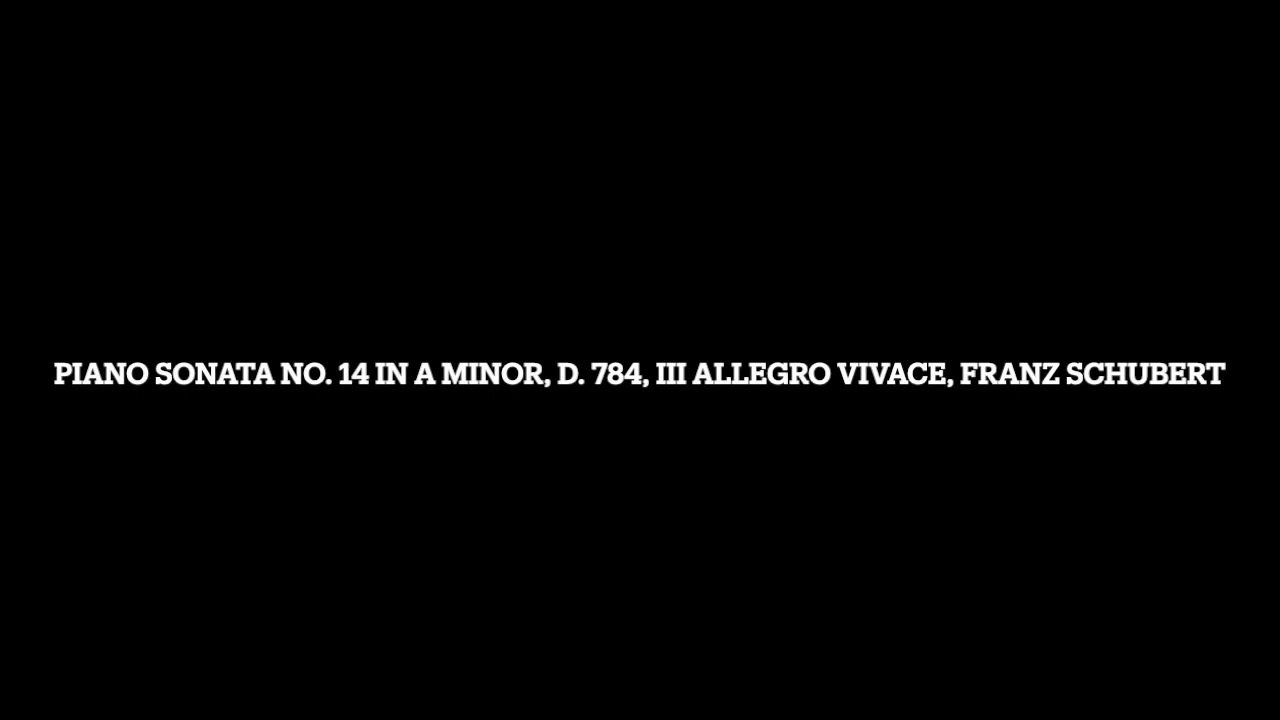 PIANO SONATA NO. 14 IN A MINOR, D. 784, III ALLEGRO VIVACE, FRANZ SCHUBERT